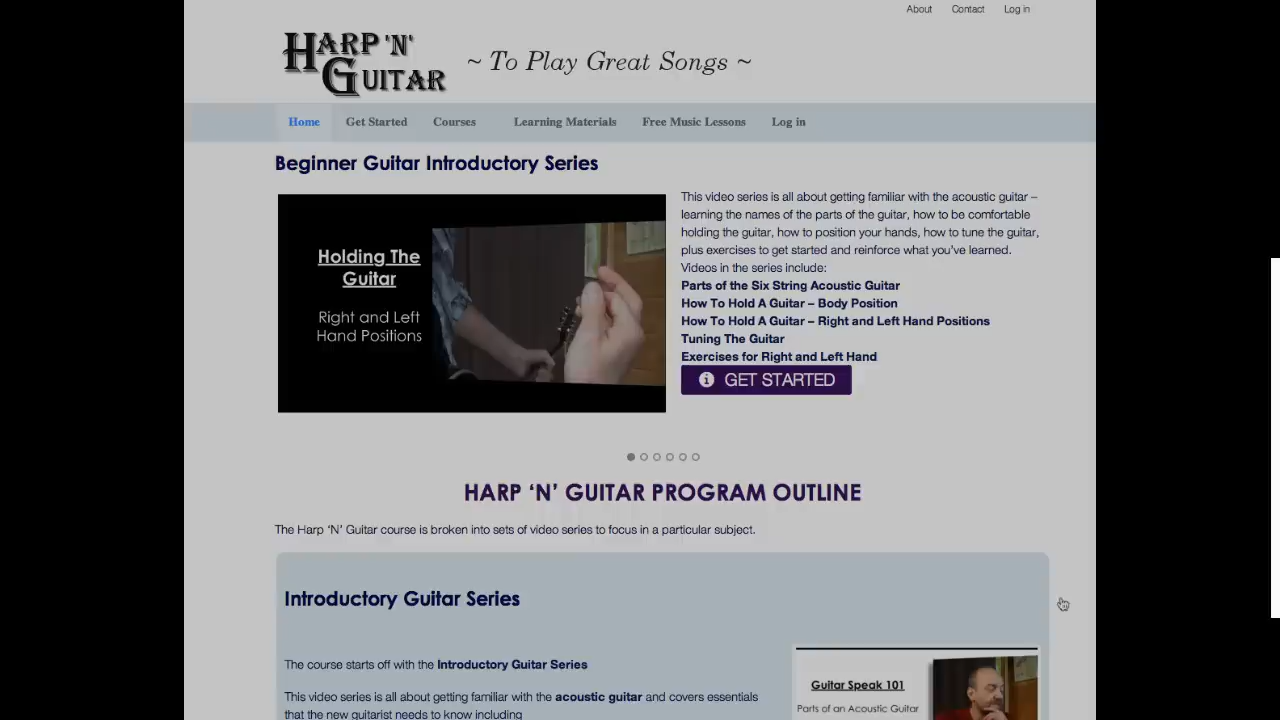 About Contact Log in
HARP 'N' GUITAR
~ To Play Great Songs ~
Home Get Started Courses Learning Materials Free Music Lessons Log in
Beginner Guitar Introductory Series
Holding The
Guitar
Right and Left
Hand Positions
This video series is all about getting familiar with the acoustic guitar –
learning the names of the parts of the guitar, how to be comfortable
holding the guitar, how to position your hands, how to tune the guitar,
plus exercises to get started and reinforce what you've learned.
Videos in the series include:
Parts of the Six String Acoustic Guitar
How To Hold A Guitar – Body Position
How To Hold A Guitar – Right and Left Hand Positions
Tuning The Guitar
Exercises for Right and Left Hand
GET STARTED
HARP ‘N’ GUITAR PROGRAM OUTLINE
The Harp ‘N’ Guitar course is broken into sets of video series to focus in a particular subject.
Introductory Guitar Series
The course starts off with the Introductory Guitar Series
This video series is all about getting familiar with the acoustic guitar and covers essentials
that the new guitarist needs to know including
Guitar Speak 101
Parts of an Acoustic Guitar